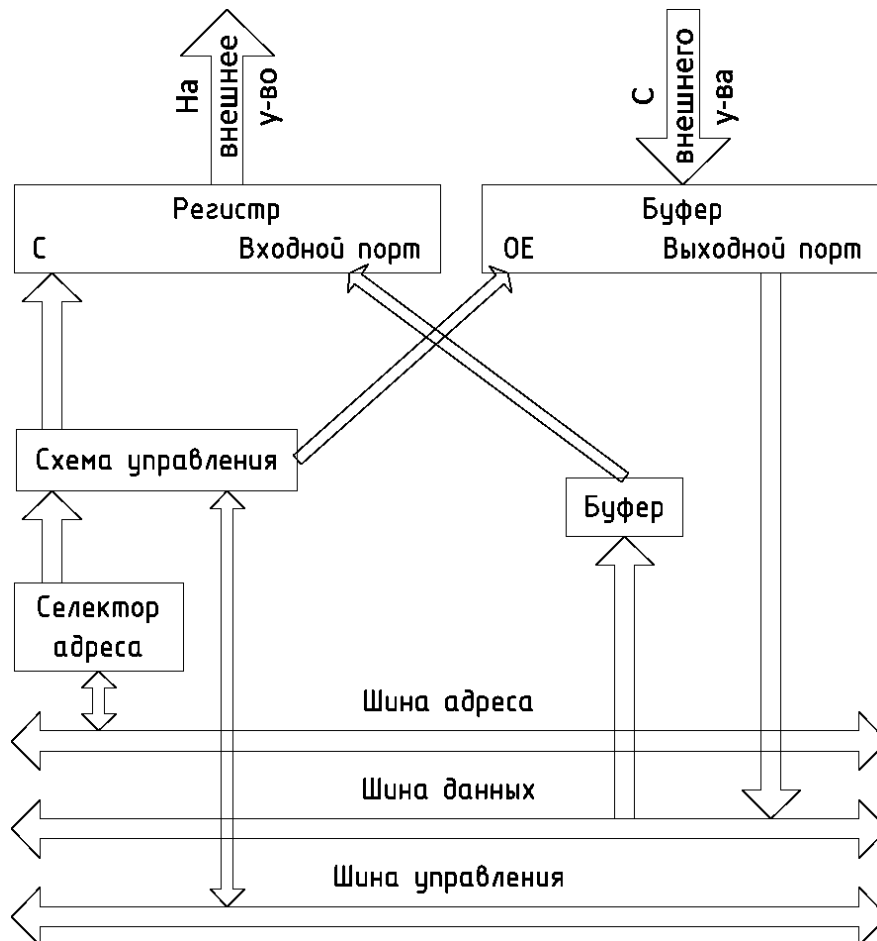 На
внешнее
у-во
С
внешнего
у-ва
Регистр
С
Входной порт
Буфер
OE
Выходной порт
Схема управления
Буфер
Селектор
адреса
Шина адреса
Шина данных
Шина управления